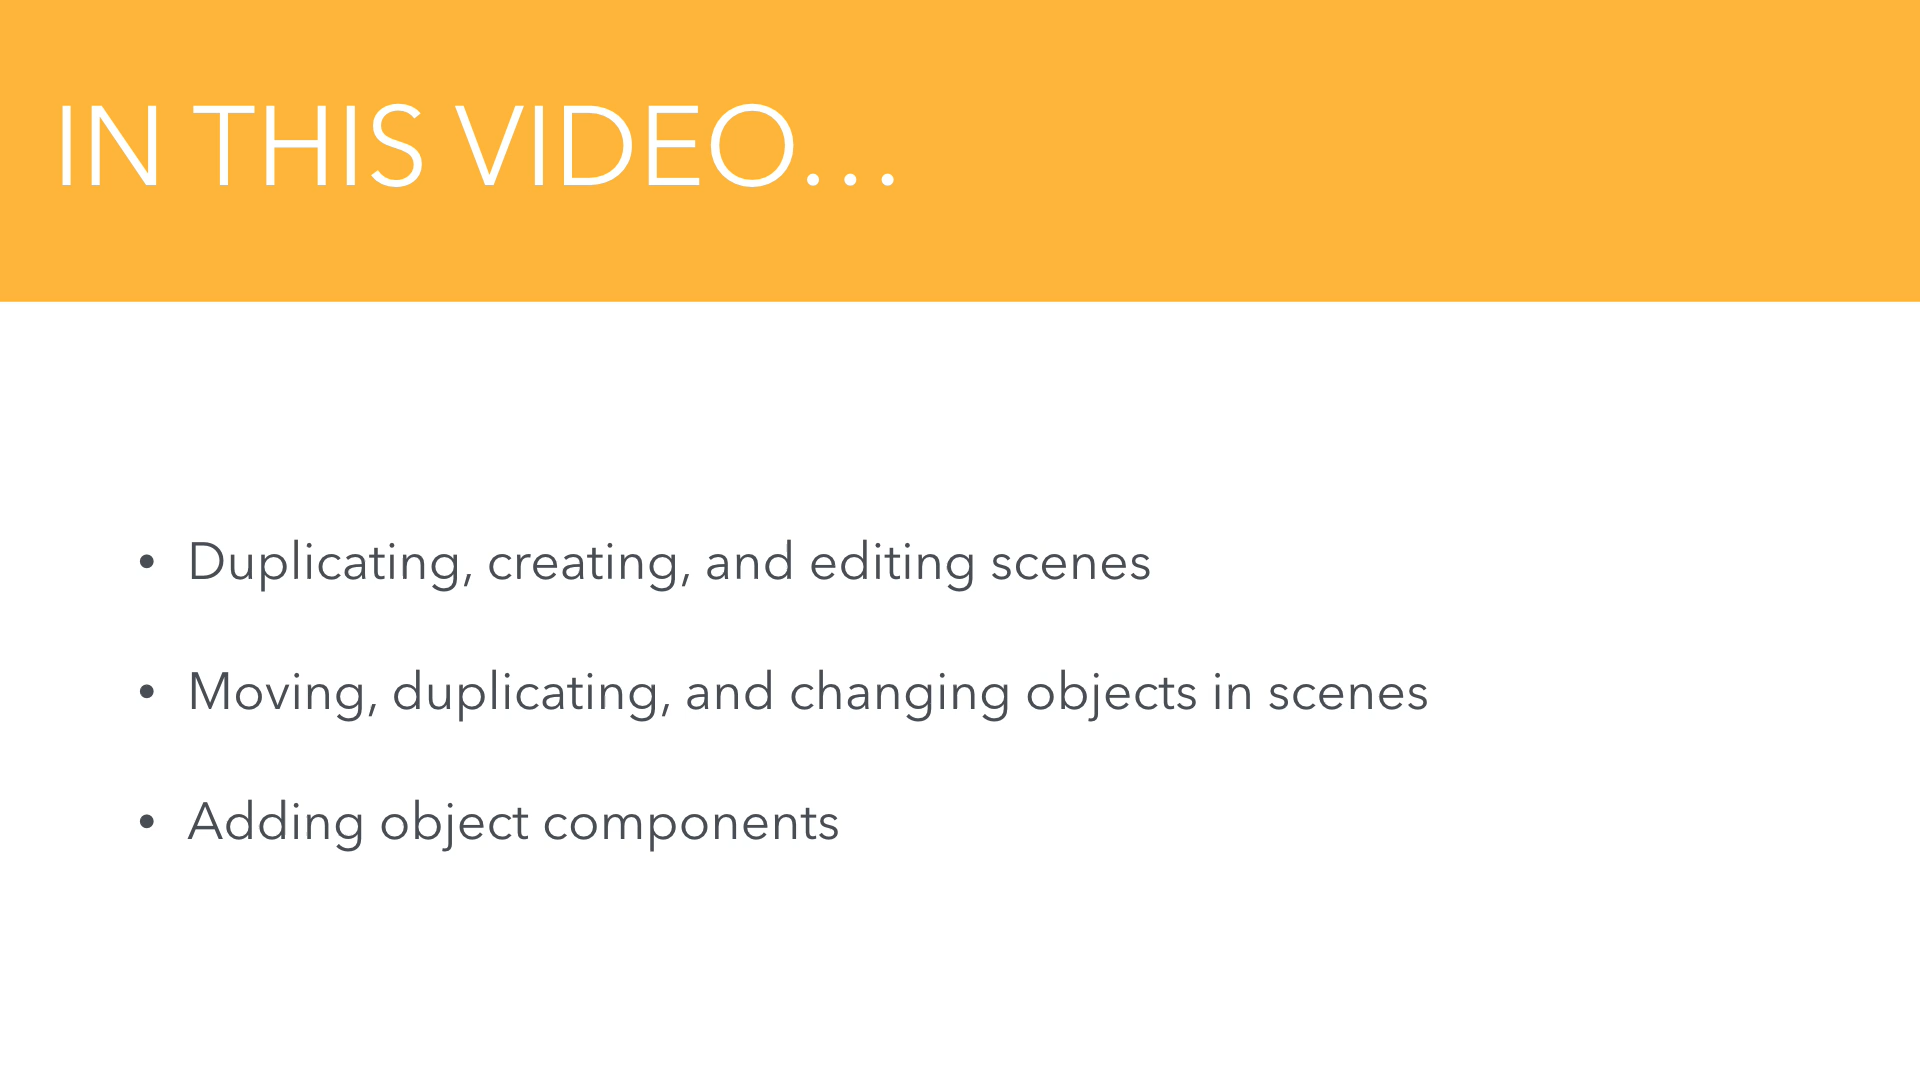 IN THIS VIDEO…
• Duplicating, creating, and editing scenes
• Moving, duplicating, and changing objects in scenes
• Adding object components